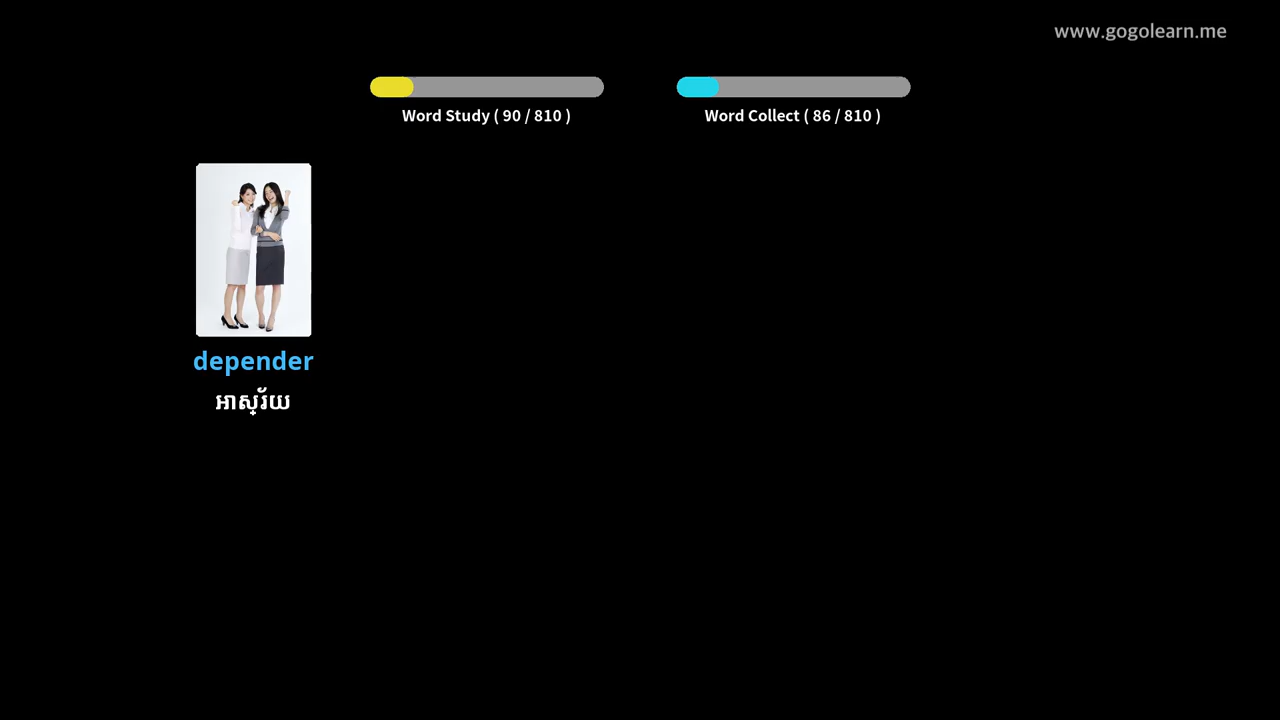 www.gogolearn.me
Word Study ( 90 / 810 )
Word Collect ( 86 / 810 )
depender
អាស្រ័យ